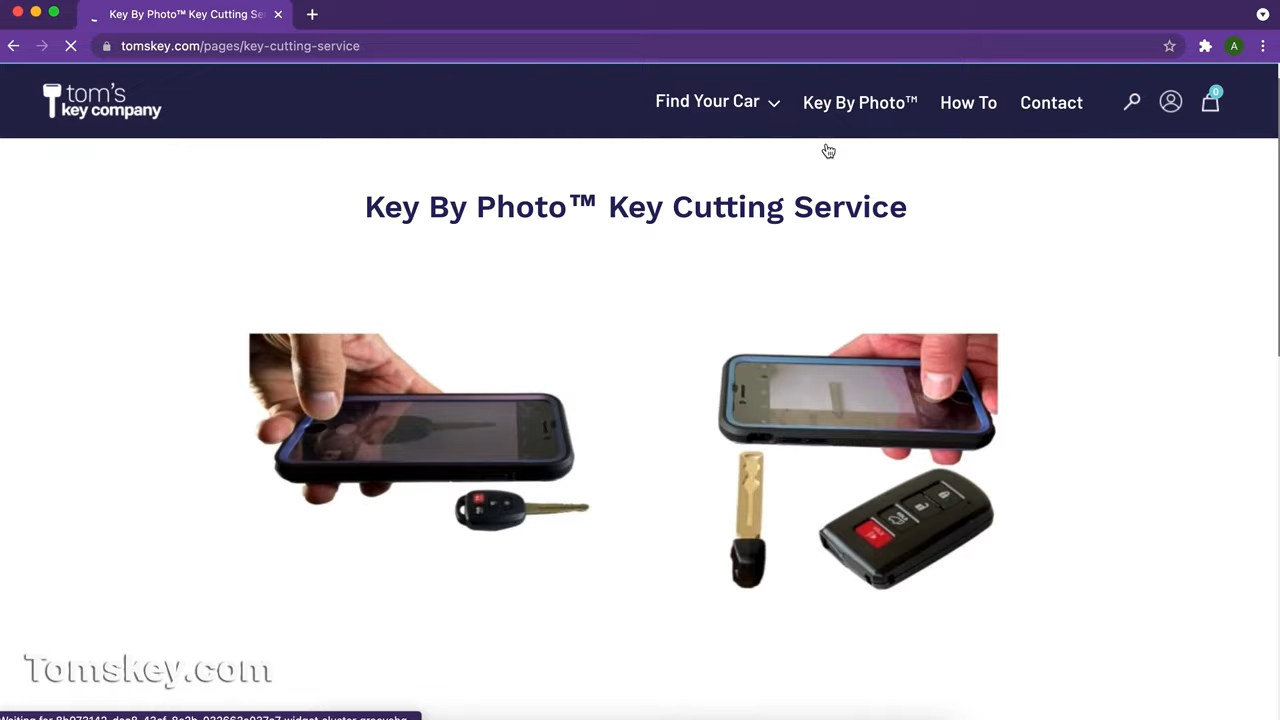 Key By Photo™ Key Cutting Se
tomskey.com/pages/key-cutting-service
A
tom's
key company
Find Your Car
Key By Photo™
How To
Contact
0
Key By Photo™ Key Cutting Service
Tomskey.com